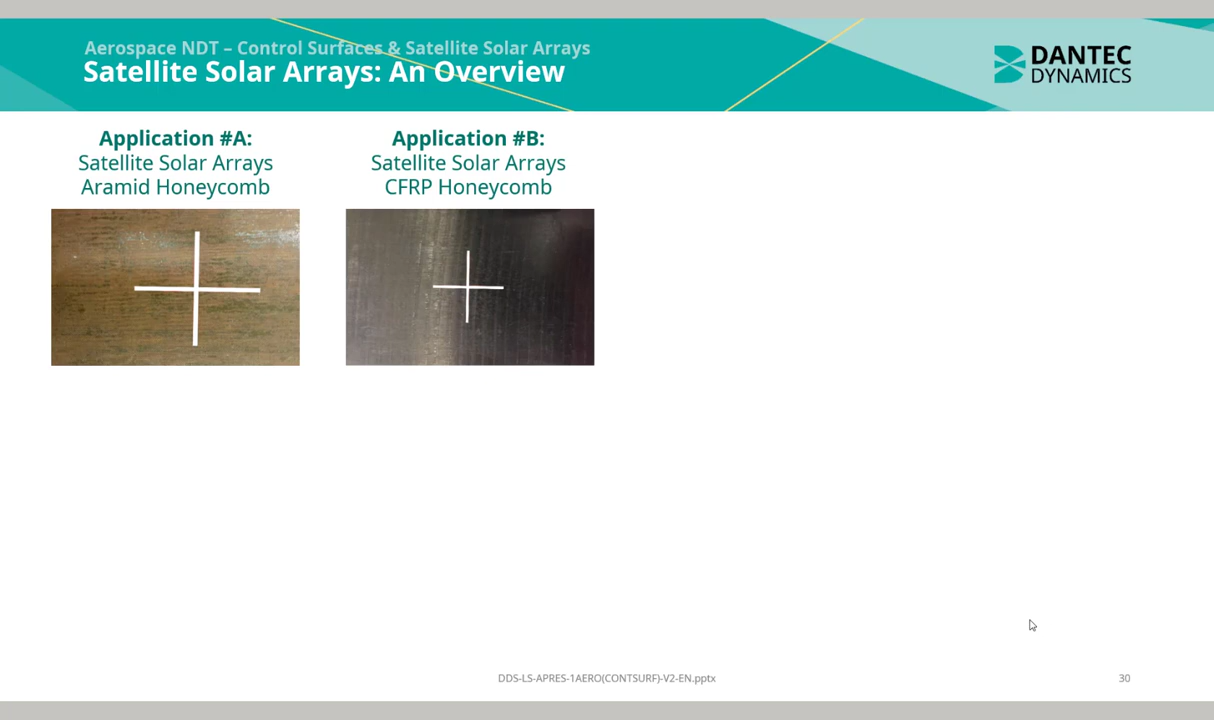 Aerospace NDT – Control Surfaces & Satellite Solar Arrays
Satellite Solar Arrays: An Overview
DANTEC
DYNAMICS
Application #A:
Satellite Solar Arrays
Aramid Honeycomb
Application #B:
Satellite Solar Arrays
CFRP Honeycomb
DDS-LS-APRES-1AERO(CONTSURF)-V2-EN.pptx
30